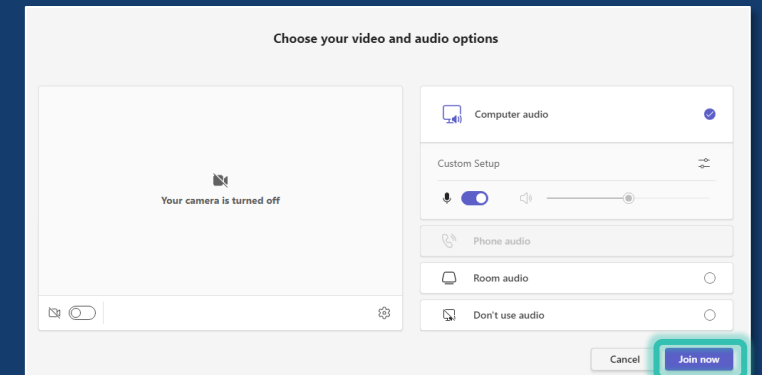 Choose your video and audio options
Computer audio
Custom Setup
Your camera is turned off
Phone audio
Room audio
Don't use audio
Cancel
Join now